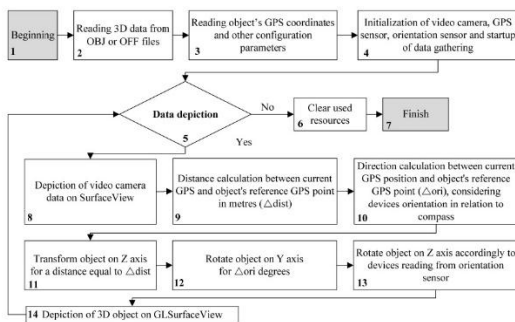 Beginning
1
Reading 3D data from
OBJ or OFF files
2
Reading object's GPS coordinates
and other configuration
parameters
3
Initialization of video camera, GPS
sensor, orientation sensor and startup
of data gathering
4
Data depiction
5
No
Yes
Clear used
resources
6
Finish
7
Depiction of video camera
data on SurfaceView
8
Distance calculation between current
GPS and object's reference GPS point
in metres (△dist)
9
Direction calculation between current
GPS position and object's reference
GPS point (△ori), considering
devices orientation in relation to
compass
10
Transform object on Z axis
for a distance equal to △dist
11
Rotate object on Y axis
for △ori degrees
12
Rotate object on Z axis accordingly to
devices reading from orientation
sensor
13
14 Depiction of 3D object on GLSurfaceView